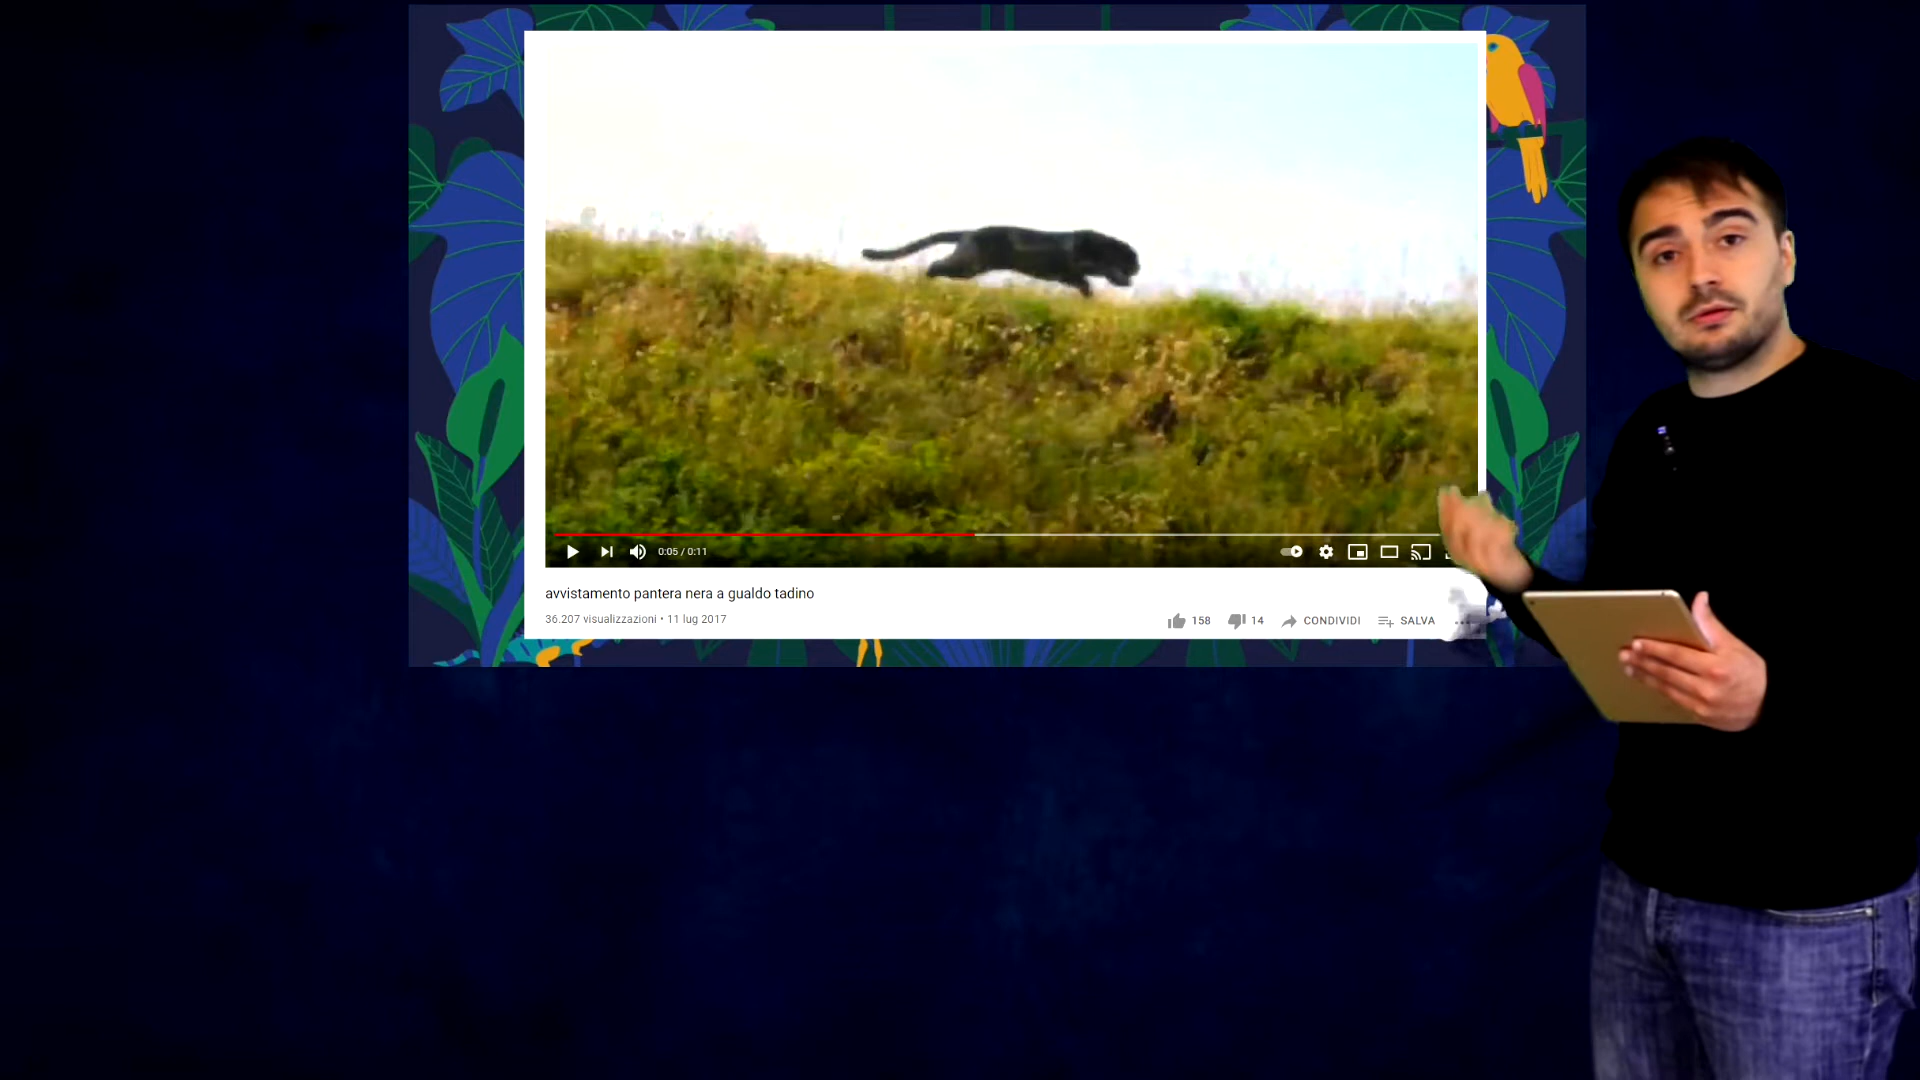 0:05 / 0:11
avvistamento pantera nera a gualdo tadino
36.207 visualizzazioni • 11 lug 2017
158 14 CONDIVIDI SALVA